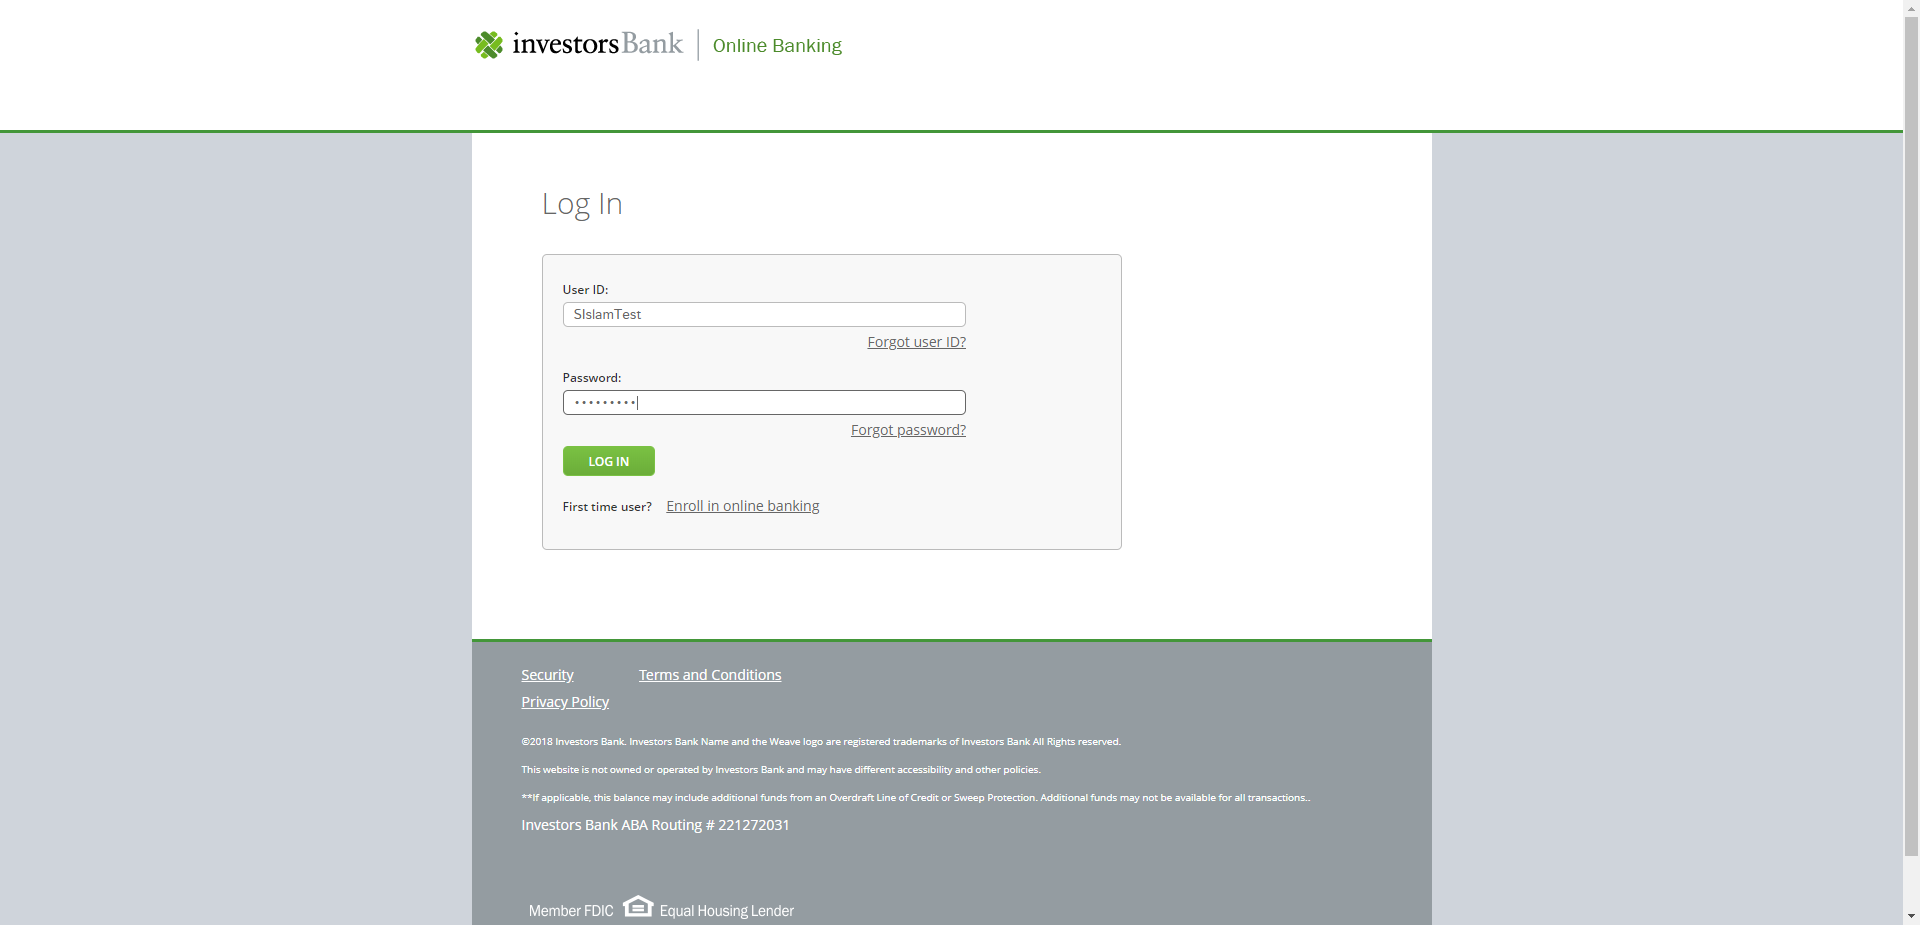 investorsBank | Online Banking
Log In
User ID:
SIslamTest
Forgot user ID?
Password:
•••••••••
Forgot password?
LOG IN
First time user? Enroll in online banking
Security Terms and Conditions
Privacy Policy
©2018 Investors Bank. Investors Bank Name and the Weave logo are registered trademarks of Investors Bank All Rights reserved.
This website is not owned or operated by Investors Bank and may have different accessibility and other policies.
**If applicable, this balance may include additional funds from an Overdraft Line of Credit or Sweep Protection. Additional funds may not be available for all transactions..
Investors Bank ABA Routing # 221272031
Member FDIC Equal Housing Lender